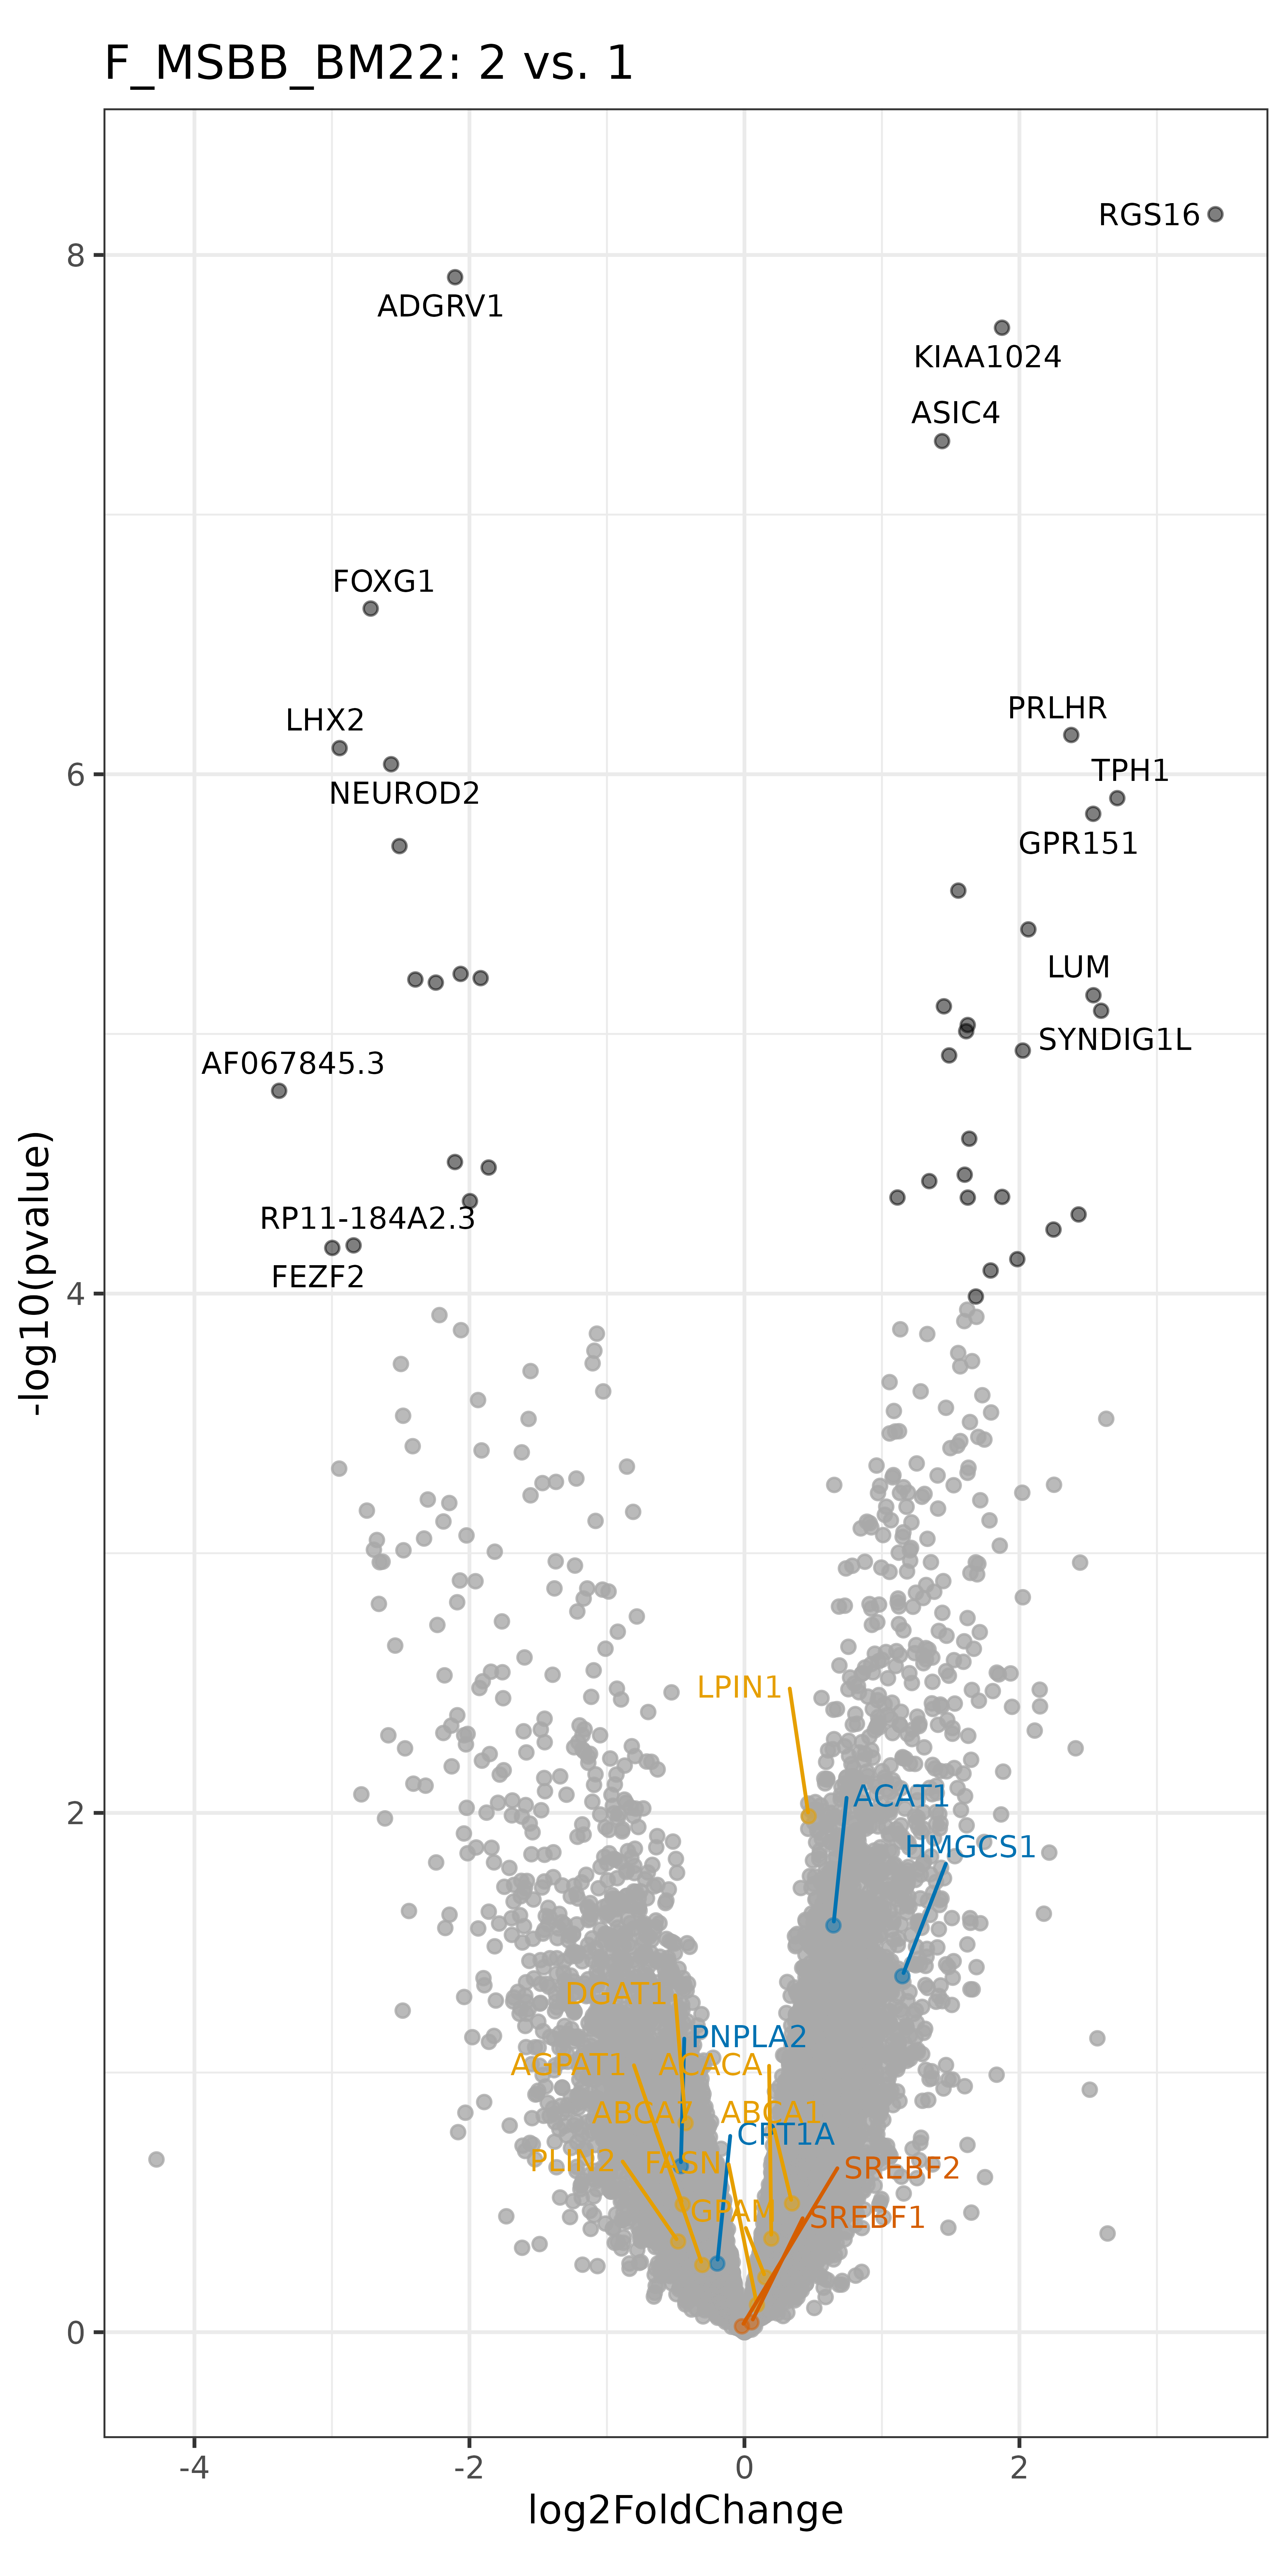 F_MSBB_BM22: 2 vs. 1
RGS16
8
ADGRV1
KIAA1024
ASIC4
FOXG1
PRLHR
LHX2
6
TPH1
NEUROD2
GPR151
LUM
SYNDIG1L
AF067845.3
-log10(pvalue)
RP11-184A2.3
FEZF2
4
LPIN1
ACAT1
2
HMGCS1
DGAT1
PNPLA2
AGPAT1
ACACA
ABCA7
ABCA1
CPT1A
PLIN2
FASN
SREBF2
GPAM
SREBF1
0
-4
-2
0
2
log2FoldChange